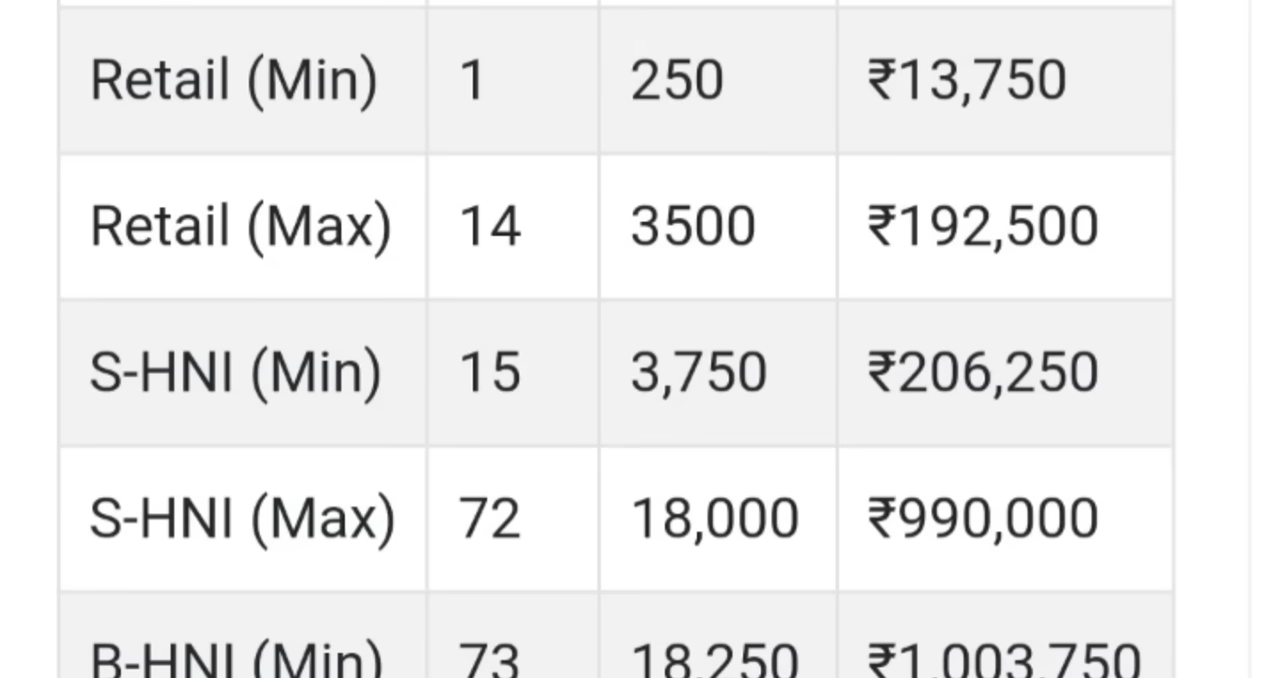 Retail (Min) 1 250 ₹13,750
Retail (Max) 14 3500 ₹192,500
S-HNI (Min) 15 3,750 ₹206,250
S-HNI (Max) 72 18,000 ₹990,000
B-HNI (Min) 73 18,250 ₹1,003,750